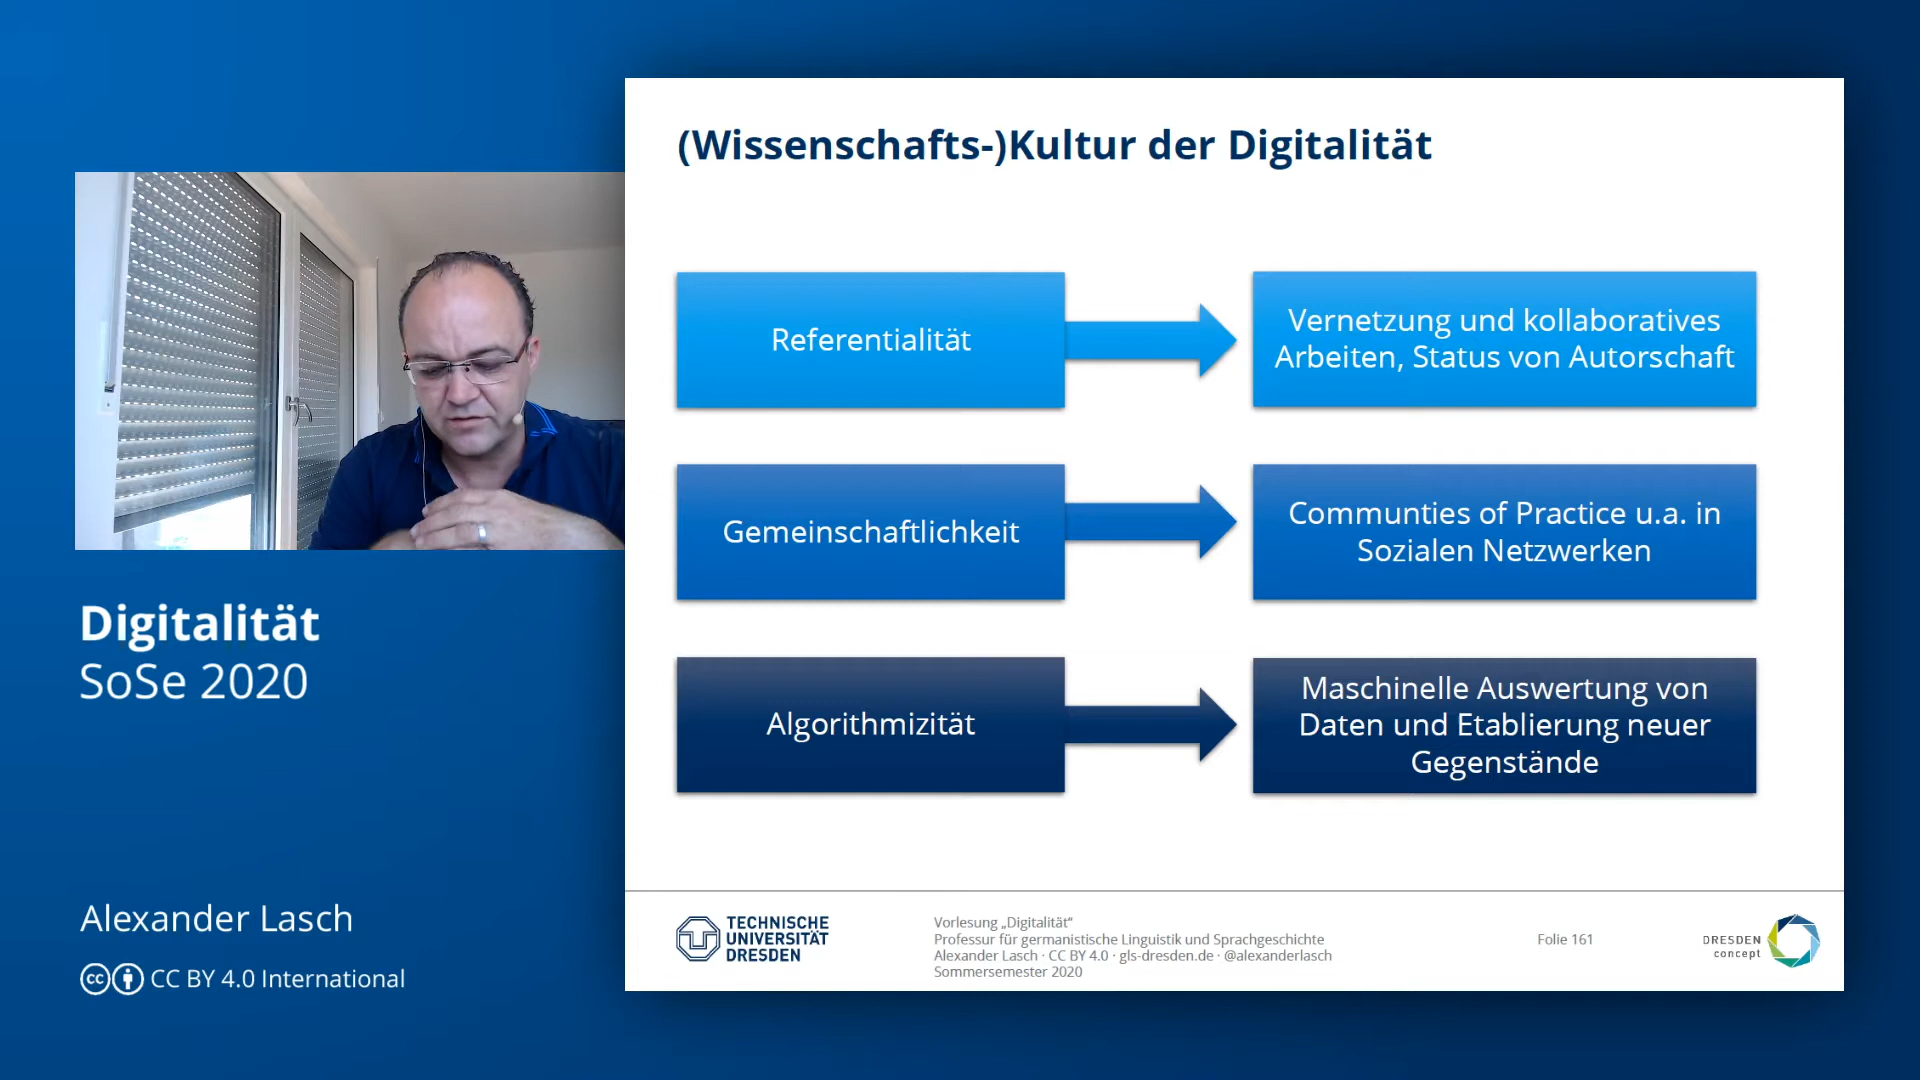 (Wissenschafts-)Kultur der Digitalität
Referentialität
Vernetzung und kollaboratives
Arbeiten, Status von Autorschaft
Gemeinschaftlichkeit
Communties of Practice u.a. in
Sozialen Netzwerken
Algorithmizität
Maschinelle Auswertung von
Daten und Etablierung neuer
Gegenstände
Digitalität
SoSe 2020
Alexander Lasch
cc CC BY 4.0 International
TECHNISCHE
UNIVERSITÄT
DRESDEN
Vorlesung „Digitalität“
Professur für germanistische Linguistik und Sprachgeschichte
Alexander Lasch · CC BY 4.0 · gls-dresden.de · @alexanderlasch
Sommersemester 2020
Folie 161
DRESDEN
concept